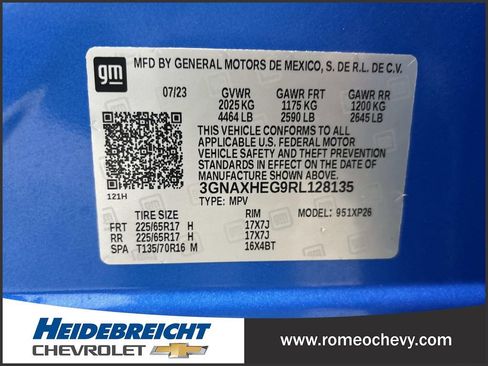 gm
MFD BY GENERAL MOTORS DE MEXICO, S. DE R.L. DE C.V.
07/23 GVWR GAWR FRT GAWR RR
2025 KG 1175 KG 1200 KG
4464 LB 2590 LB 2645 LB
THIS VEHICLE CONFORMS TO ALL
APPLICABLE U.S. FEDERAL MOTOR
VEHICLE SAFETY AND THEFT PREVENTION
STANDARDS IN EFFECT ON THE DATE OF
MANUFACTURE SHOWN ABOVE.
3GNAXHEG9RL128135
121H TYPE: MPV
TIRE SIZE RIM MODEL: 951XP26
FRT 225/65R17 H 17X7J
RR 225/65R17 H 17X7J
SPA T135/70R16 M 16X4BT
HEIDEBREICHT
CHEVROLET
www.romeochevy.com